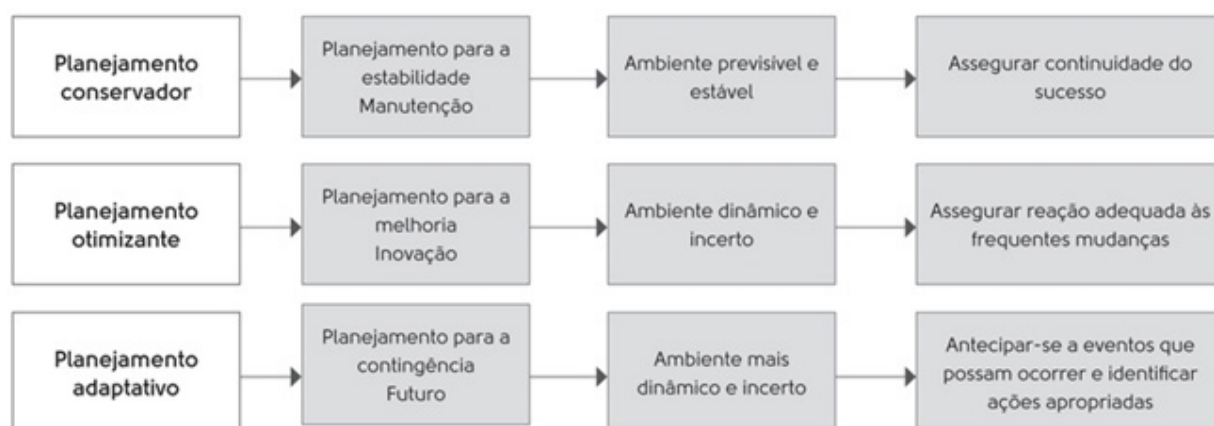 Planejamento
conservador
Planejamento para a
estabilidade
Manutenção
Ambiente previsível e
estável
Assegurar continuidade do
sucesso
Planejamento
otimizante
Planejamento para a
melhoria
Inovação
Ambiente dinâmico e
incerto
Assegurar reação adequada às
frequentes mudanças
Planejamento
adaptativo
Planejamento para a
contingência
Futuro
Ambiente mais
dinâmico e incerto
Antecipar-se a eventos que
possam ocorrer e identificar
ações apropriadas